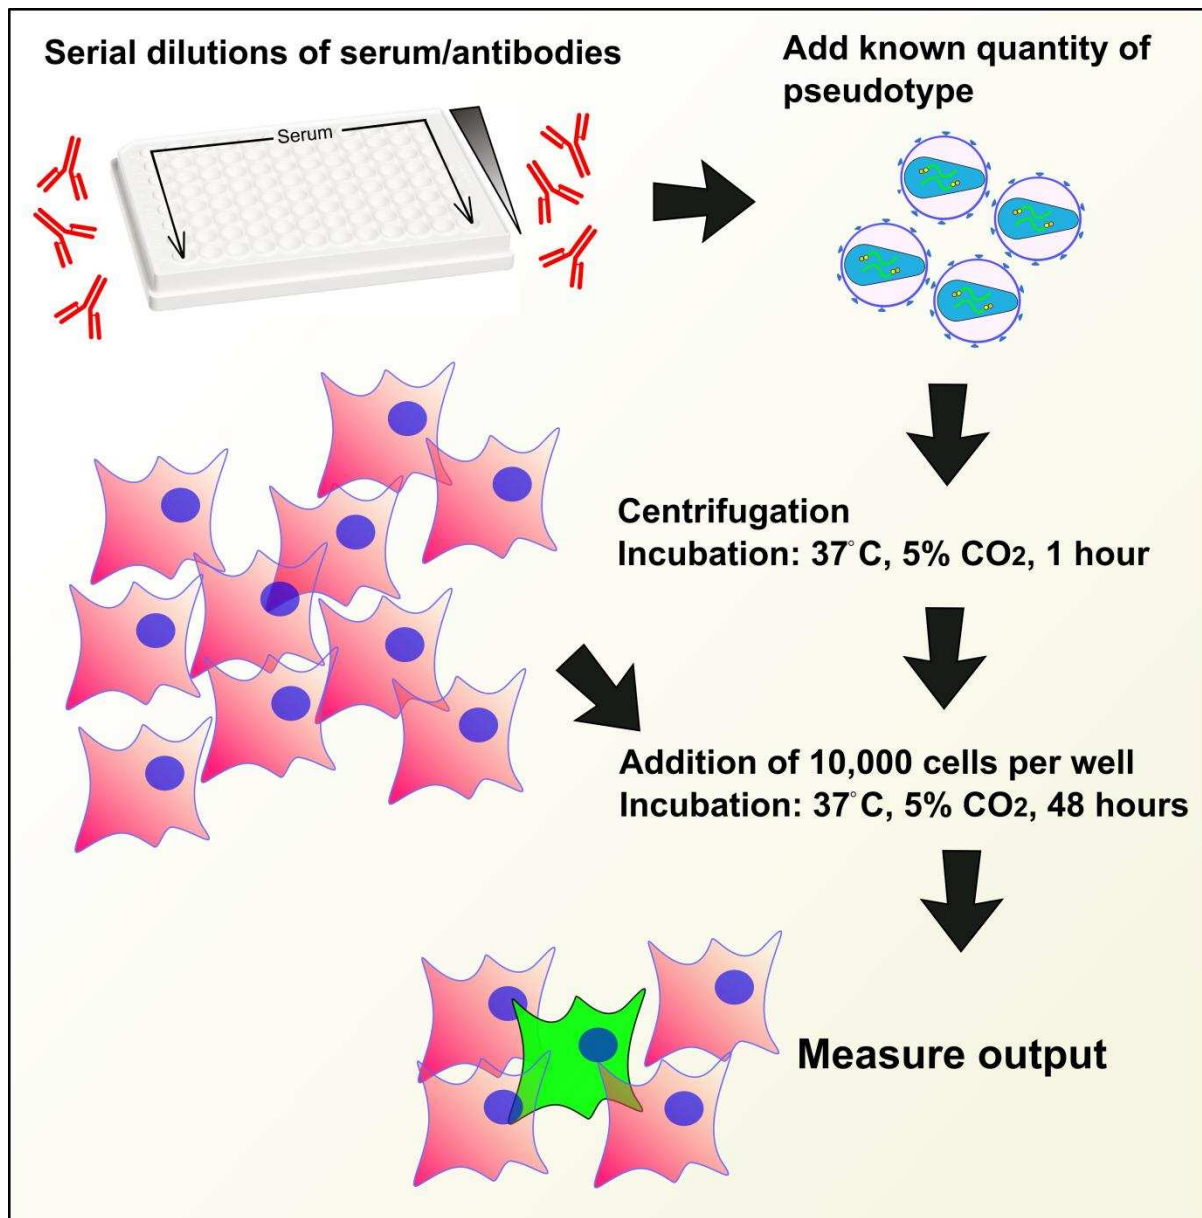 Serial dilutions of serum/antibodies
Add known quantity of
pseudotype
Serum
Centrifugation
Incubation: 37°C, 5% CO2, 1 hour
Addition of 10,000 cells per well
Incubation: 37°C, 5% CO2, 48 hours
Measure output